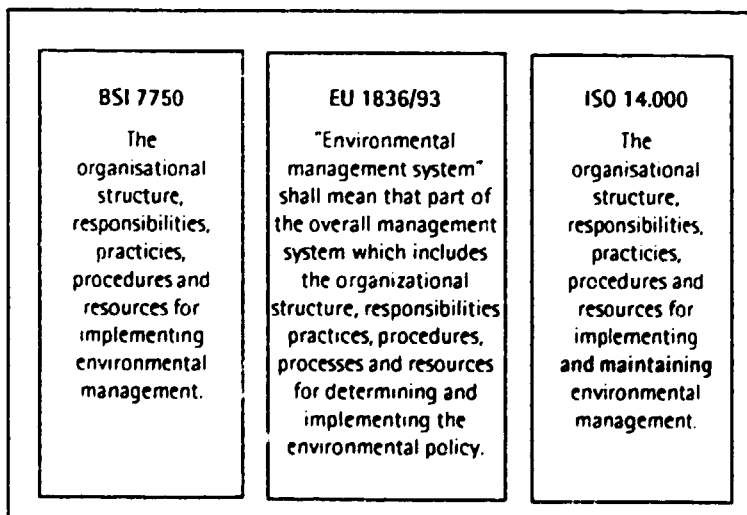 BSI 7750
The
organisational
structure,
responsibilities,
practicies,
procedures and
resources for
implementing
environmental
management.
EU 1836/93
"Environmental
management system"
shall mean that part of
the overall management
system which includes
the organizational
structure, responsibilities
practices, procedures,
processes and resources
for determining and
implementing the
environmental policy.
ISO 14.000
The
organisational
structure,
responsibilities,
practicies,
procedures and
resources for
implementing
and maintaining
environmental
management.